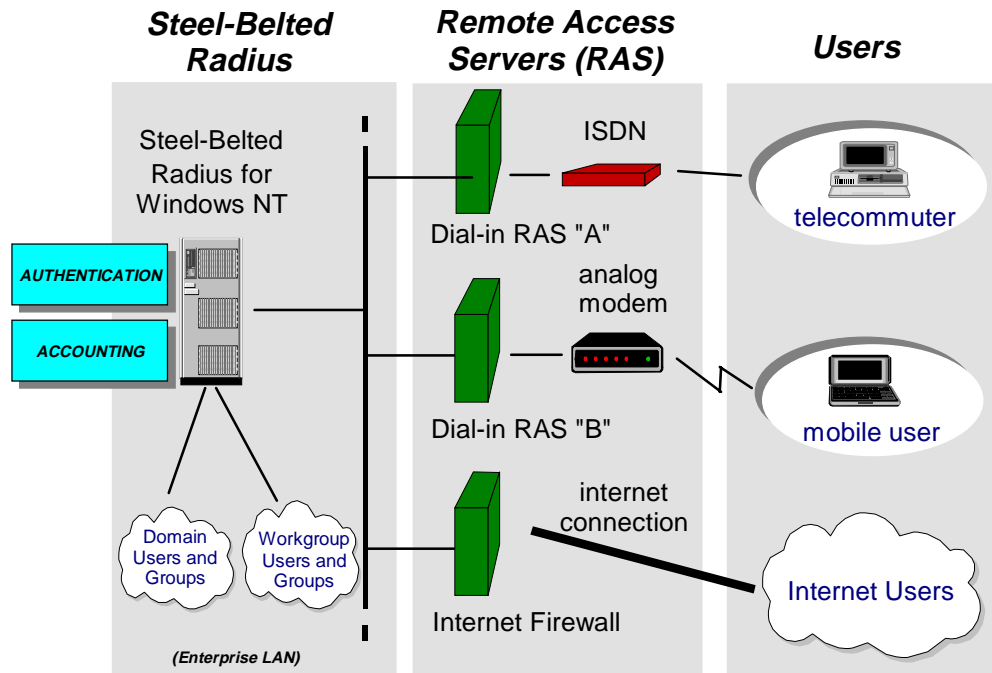 Steel-Belted
Radius
Remote Access
Servers (RAS)
Users
Steel-Belted
Radius for
Windows NT
AUTHENTICATION
ACCOUNTING
Domain
Users and
Groups
Workgroup
Users and
Groups
(Enterprise LAN)
ISDN
Dial-in RAS "A"
analog
modem
Dial-in RAS "B"
internet
connection
Internet Firewall
telecommuter
mobile user
Internet Users